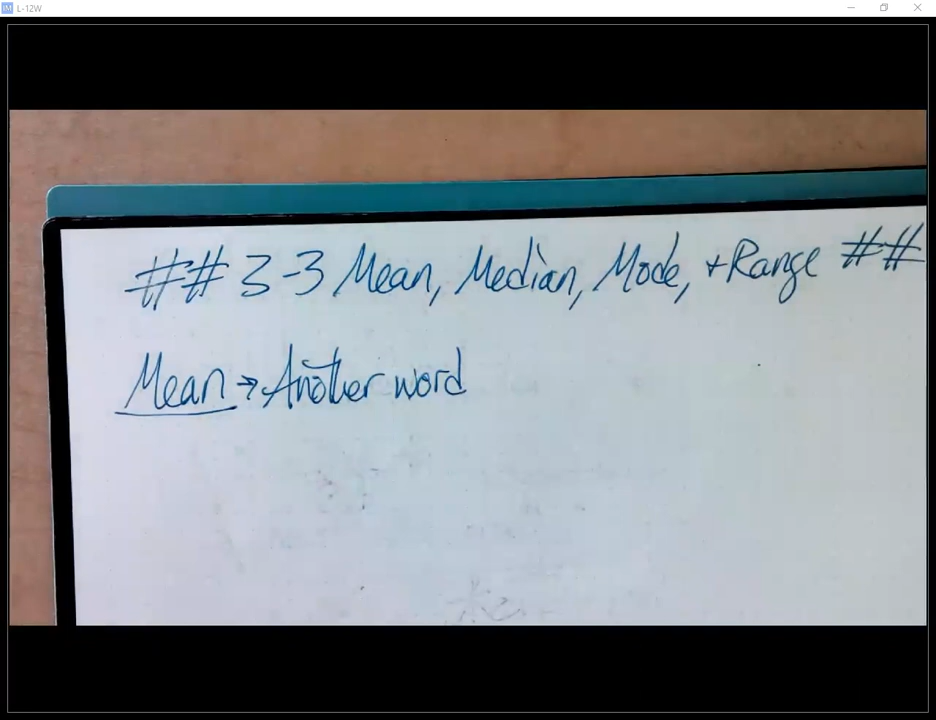 L-12W
## 3-3 Mean, Median, Mode, + Range ##
Mean → Another word